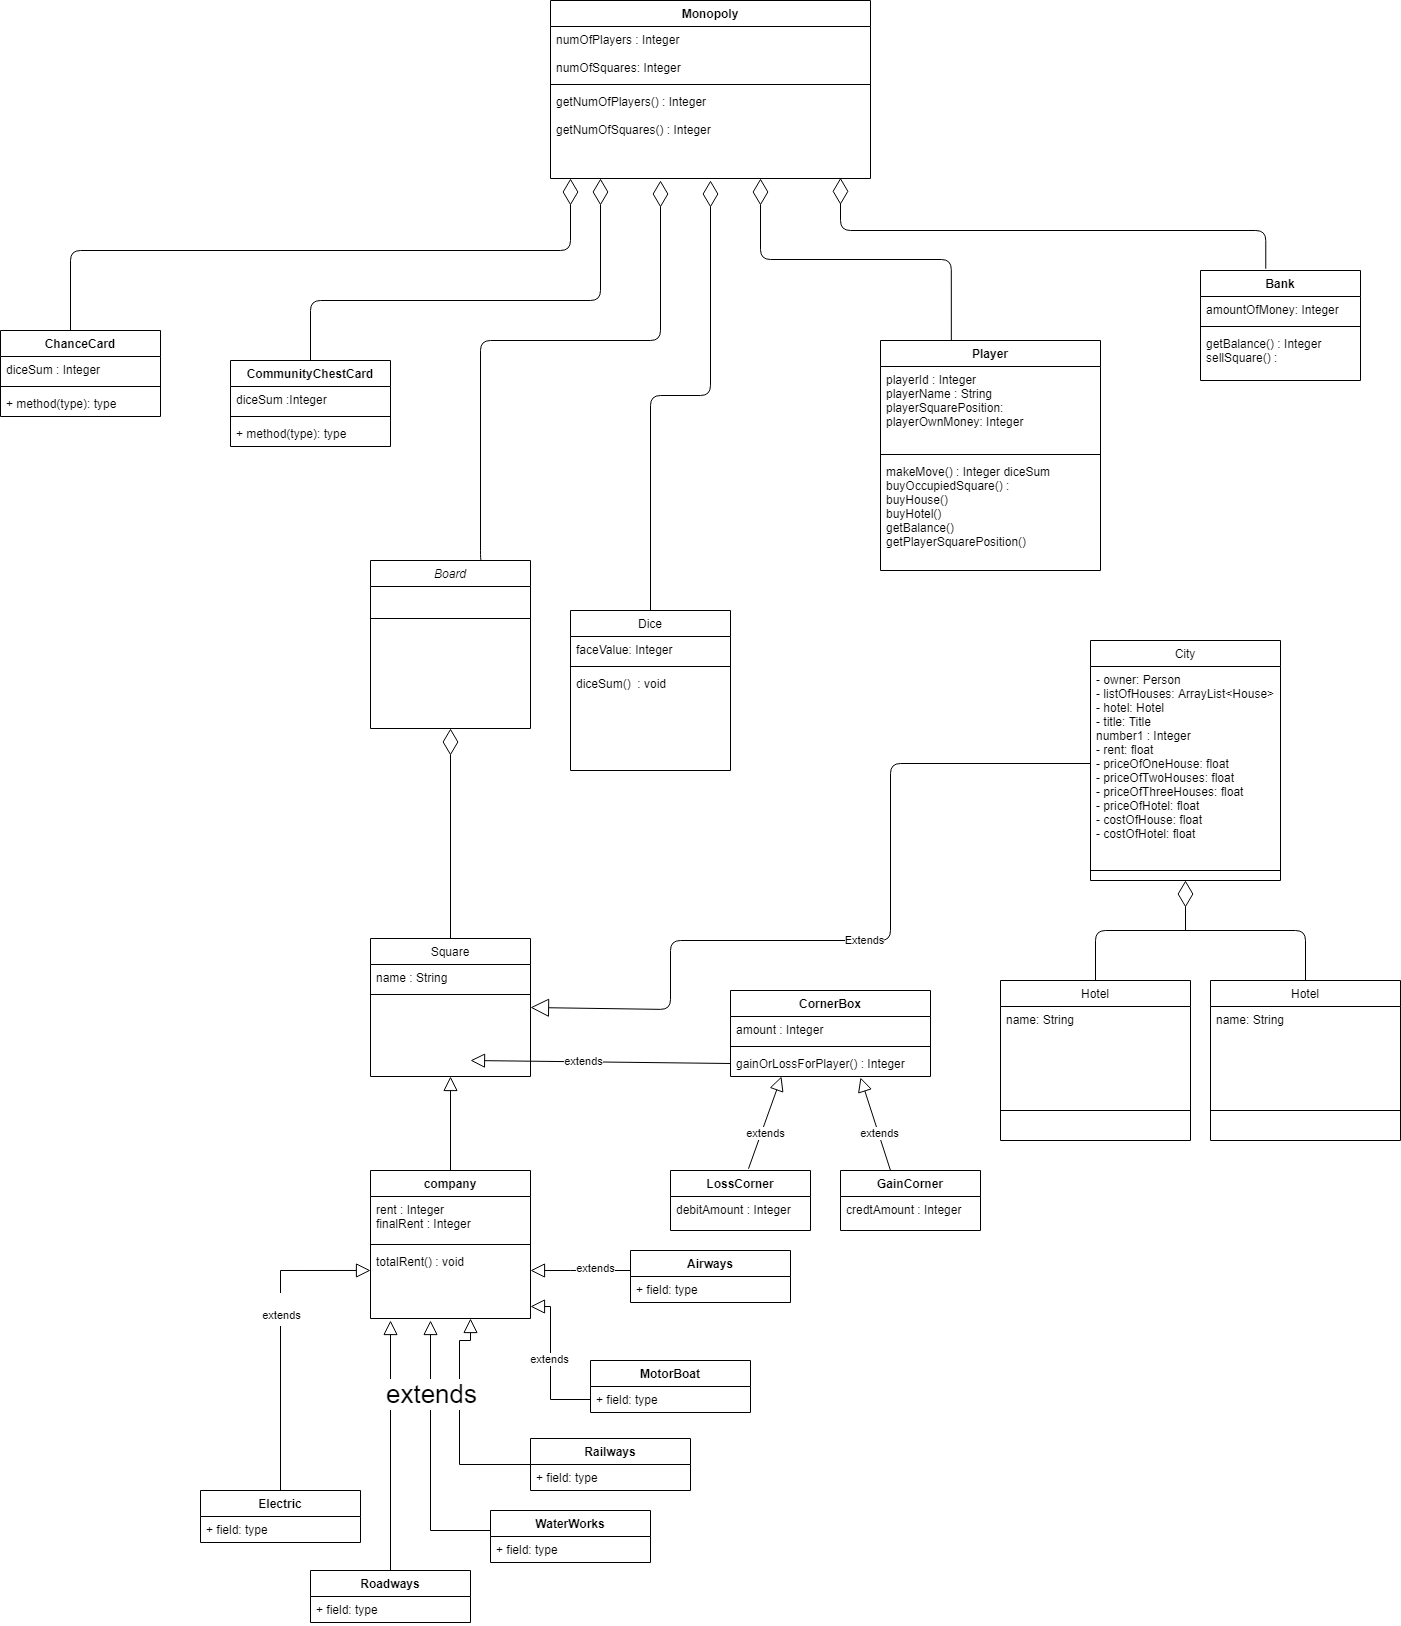 Monopoly
numOfPlayers : Integer
numOfSquares: Integer
getNumOfPlayers() : Integer
getNumOfSquares() : Integer
ChanceCard
diceSum : Integer
+ method(type): type
CommunityChestCard
diceSum :Integer
+ method(type): type
Player
playerId : Integer
playerName : String
playerSquarePosition:
playerOwnMoney: Integer
makeMove() : Integer diceSum
buyOccupiedSquare() :
buyHouse()
buyHotel()
getBalance()
getPlayerSquarePosition()
Bank
amountOfMoney: Integer
getBalance() : Integer
sellSquare() :
Board
Dice
faceValue: Integer
diceSum()  : void
City
- owner: Person
- listOfHouses: ArrayList<House>
- hotel: Hotel
- title: Title
number1 : Integer
- rent: float
- priceOfOneHouse: float
- priceOfTwoHouses: float
- priceOfThreeHouses: float
- priceOfHotel: float
- costOfHouse: float
- costOfHotel: float
Extends
Square
name : String
extends
CornerBox
amount : Integer
gainOrLossForPlayer() : Integer
Hotel
name: String
Hotel
name: String
extends
extends
LossCorner
debitAmount : Integer
GainCorner
credtAmount : Integer
company
rent : Integer
finalRent : Integer
totalRent() : void
extends
Airways
+ field: type
extends
extends
MotorBoat
+ field: type
extends
Railways
+ field: type
Electric
+ field: type
WaterWorks
+ field: type
Roadways
+ field: type